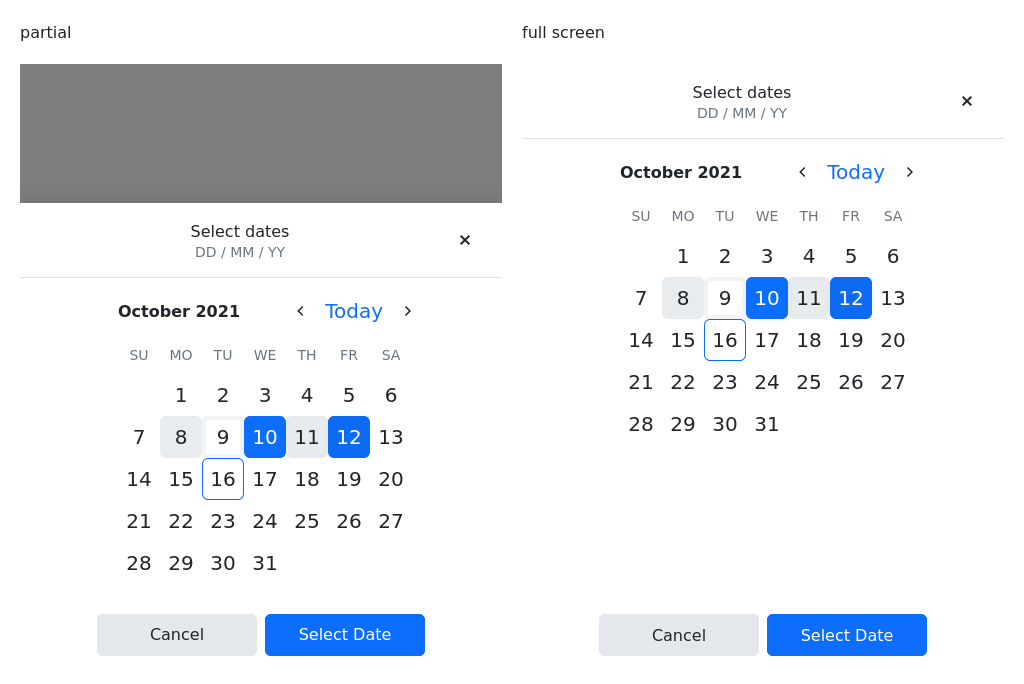 partial
Select dates
DD / MM / YY
×
October 2021
Today
SU MO TU WE TH FR SA
1 2 3 4 5 6
7 8 9 10 11 12 13
14 15 16 17 18 19 20
21 22 23 24 25 26 27
28 29 30 31
Cancel
Select Date
full screen
Select dates
DD / MM / YY
×
October 2021
Today
SU MO TU WE TH FR SA
1 2 3 4 5 6
7 8 9 10 11 12 13
14 15 16 17 18 19 20
21 22 23 24 25 26 27
28 29 30 31
Cancel
Select Date